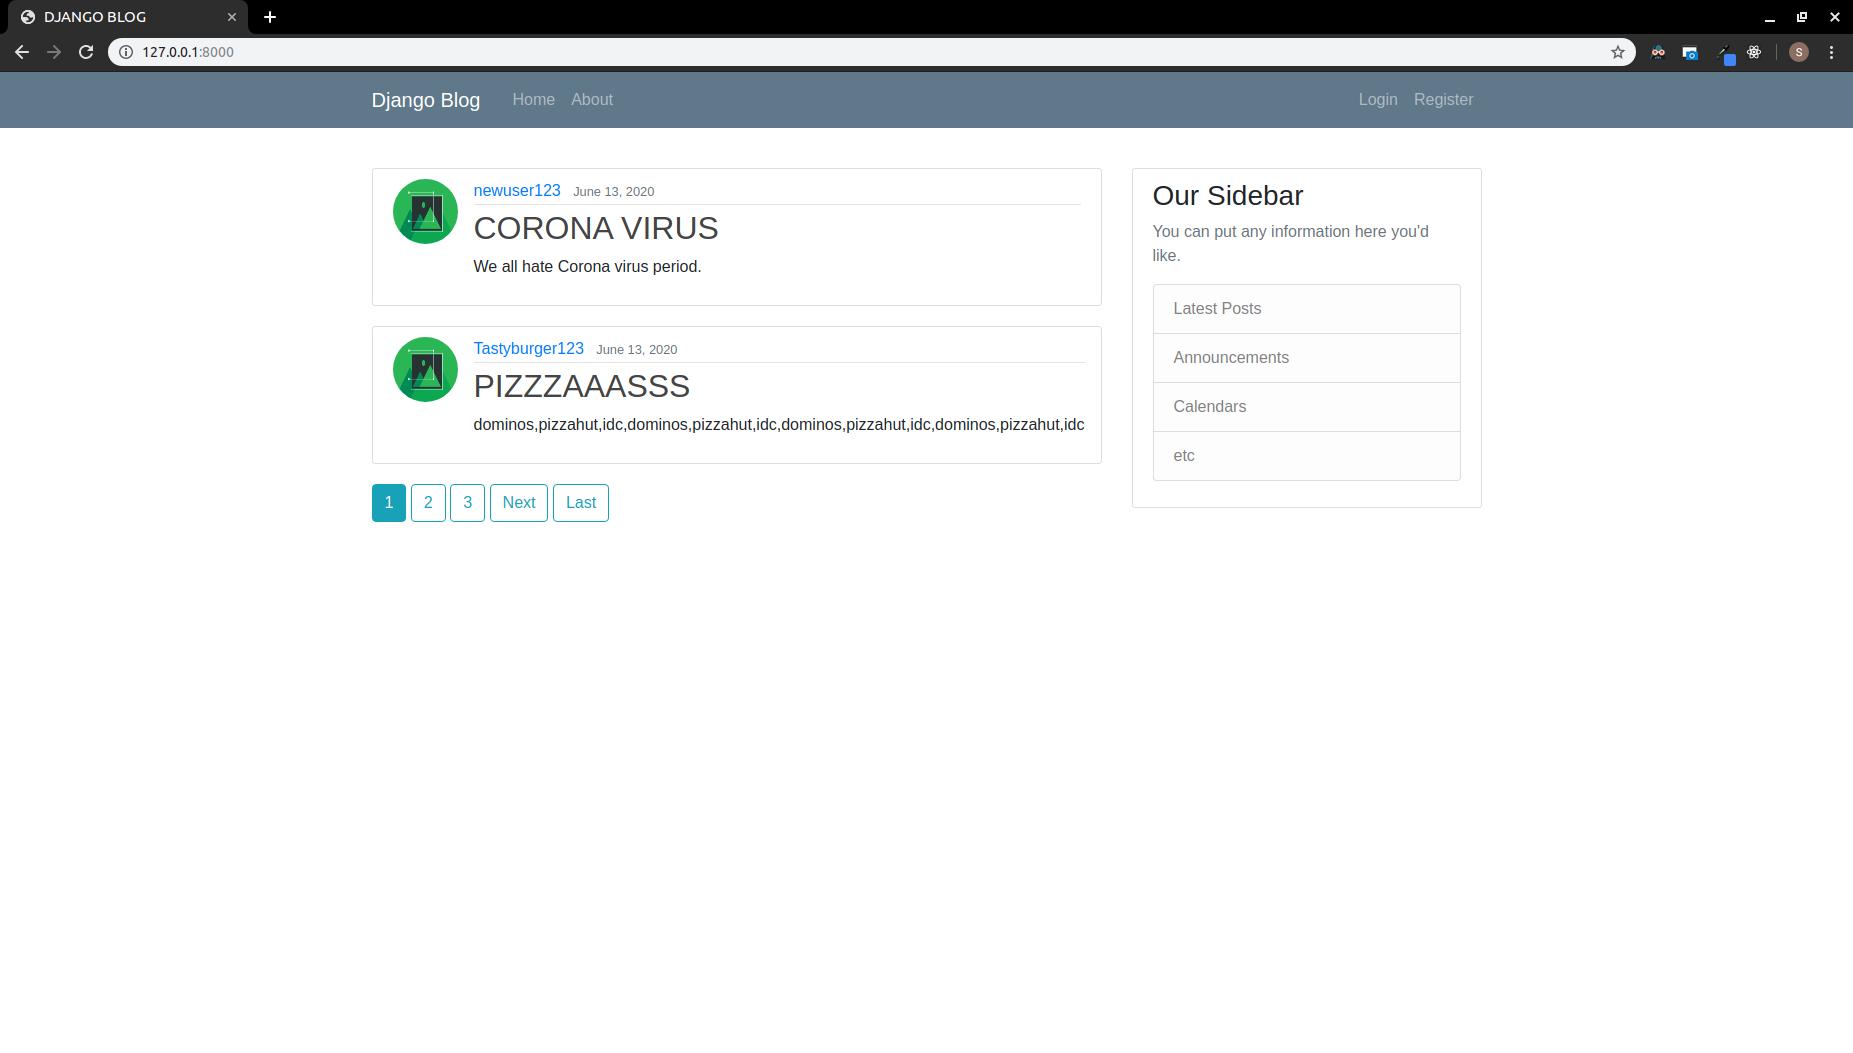 DJANGO BLOG
127.0.0.1:8000
S
Django Blog Home About Login Register
newuser123 June 13, 2020
CORONA VIRUS
We all hate Corona virus period.
Tastyburger123 June 13, 2020
PIZZZAAASSS
dominos,pizzahut,idc,dominos,pizzahut,idc,dominos,pizzahut,idc,dominos,pizzahut,idc
1 2 3 Next Last
Our Sidebar
You can put any information here you'd
like.
Latest Posts
Announcements
Calendars
etc